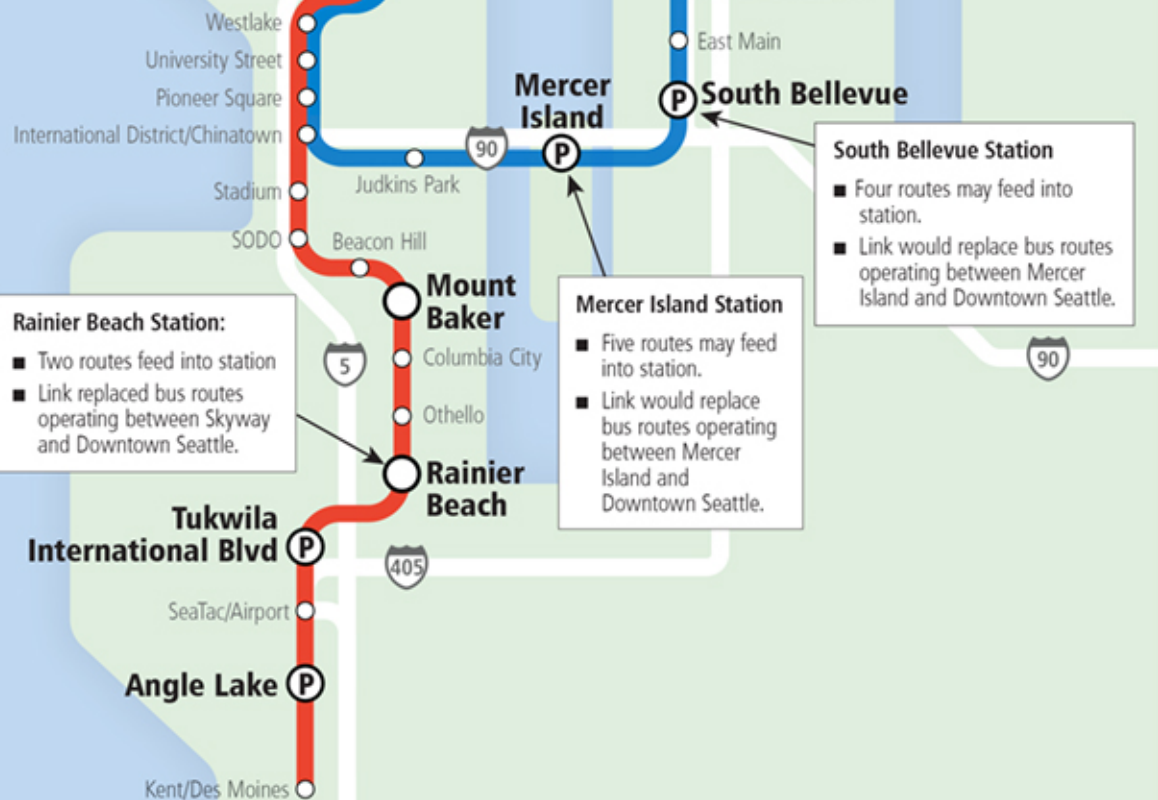 Westlake
University Street
Pioneer Square
International District/Chinatown
Stadium
SODO
Beacon Hill
Judkins Park
90
Mercer
Island
P
East Main
P
South Bellevue
South Bellevue Station
■ Four routes may feed into
station.
■ Link would replace bus routes
operating between Mercer
Island and Downtown Seattle.
Mercer Island Station
■ Five routes may feed
into station.
■ Link would replace
bus routes operating
between Mercer
Island and
Downtown Seattle.
90
Mount
Baker
5
Columbia City
Othello
Rainier Beach Station:
■ Two routes feed into station
■ Link replaced bus routes
operating between Skyway
and Downtown Seattle.
Rainier
Beach
Tukwila
International Blvd
P
405
SeaTac/Airport
Angle Lake
P
Kent/Des Moines